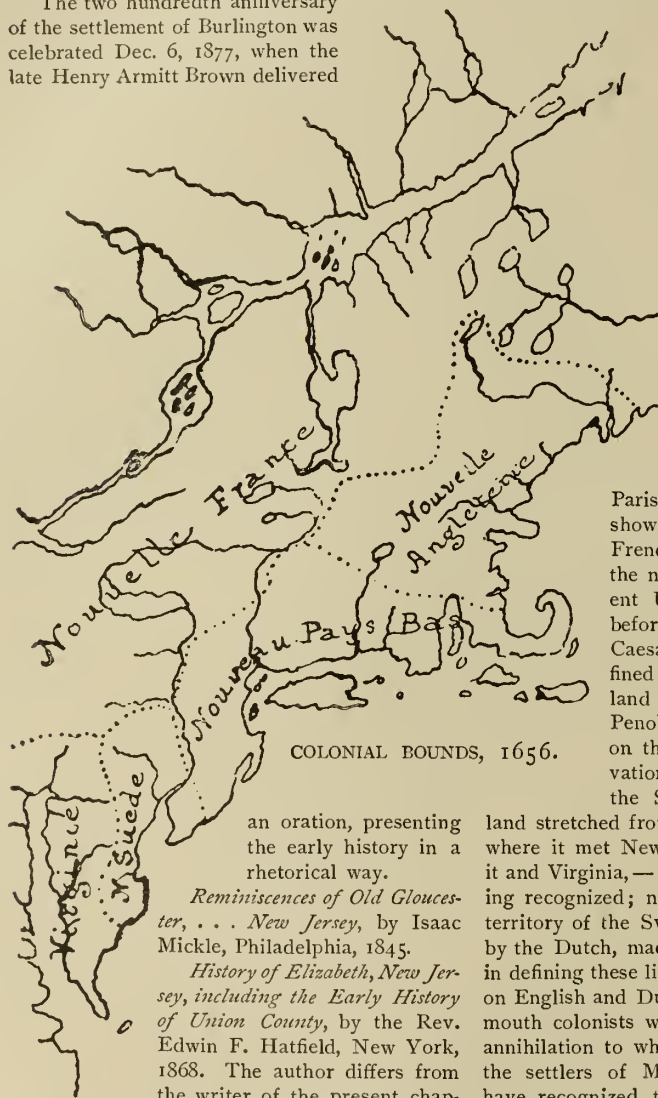 The two hundredth anniversary
of the settlement of Burlington was
celebrated Dec. 6, 1877, when the
late Henry Armitt Brown delivered
Nouvelle France
Nouvelle
Angleterre
Nouveau Pays Bas
N Suede
Virginie
COLONIAL BOUNDS, 1656.
an oration, presenting
the early history in a
rhetorical way.
Reminiscences of Old Glouces-
ter, . . . New Jersey, by Isaac
Mickle, Philadelphia, 1845.
History of Elizabeth, New Jer-
sey, including the Early History
of Union County, by the Rev.
Edwin F. Hatfield, New York,
1868. The author differs from
the writer of the present chap-
Paris
show
Frenc
the n
ent U
befor
Caesa
fined
land
Peno
on th
vation
the S
land stretched fro
where it met New
it and Virginia, —
ing recognized; n
territory of the Sw
by the Dutch, mad
in defining these li
on English and Du
mouth colonists w
annihilation to wh
the settlers of M
have recognized t